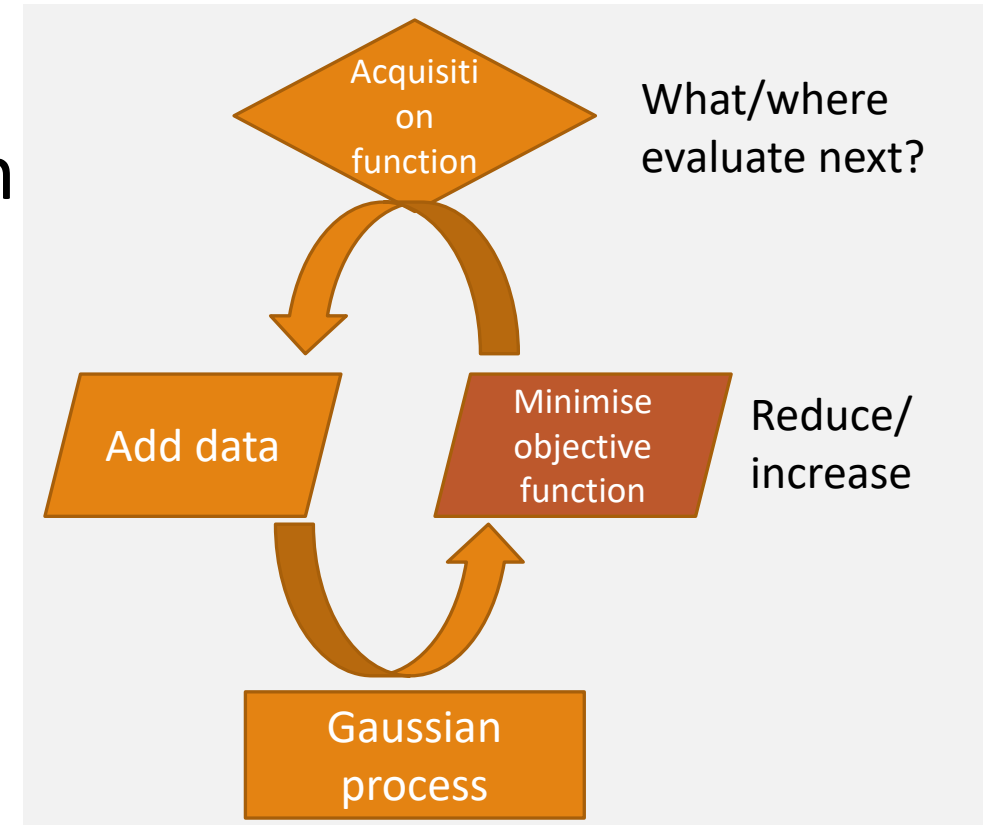 Acquisiti
on
function
What/where
evaluate next?
n
Add data
Minimise
objective
function
Reduce/
increase
Gaussian
process